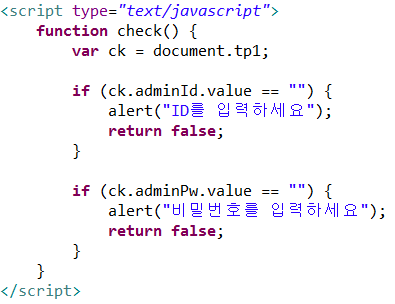 <script type="text/javascript">
    function check() {
        var ck = document.tp1;

        if (ck.adminId.value == "") {
            alert("ID를 입력하세요");
            return false;
        }

        if (ck.adminPw.value == "") {
            alert("비밀번호를 입력하세요");
            return false;
        }
    }
</script>